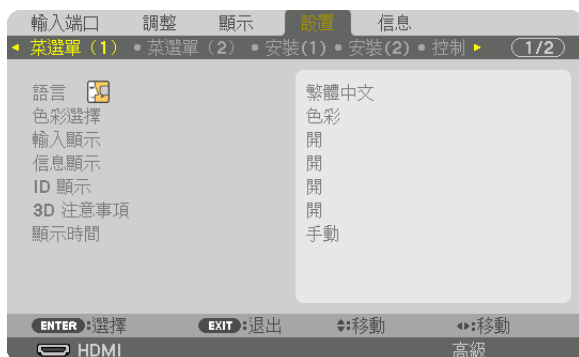 輸入端口 調整 顯示 設置 信息
◂ 菜選單（1） ● 菜選單（2） ● 安裝(1) ● 安裝(2) ● 控制 ▸ (1/2)
語言 繁體中文
色彩選擇 色彩
輸入顯示 開
信息顯示 開
ID 顯示 開
3D 注意事項 開
顯示時間 手動
ENTER:選擇 EXIT:退出 ♦:移動 ◂▸:移動
HDMI 高級